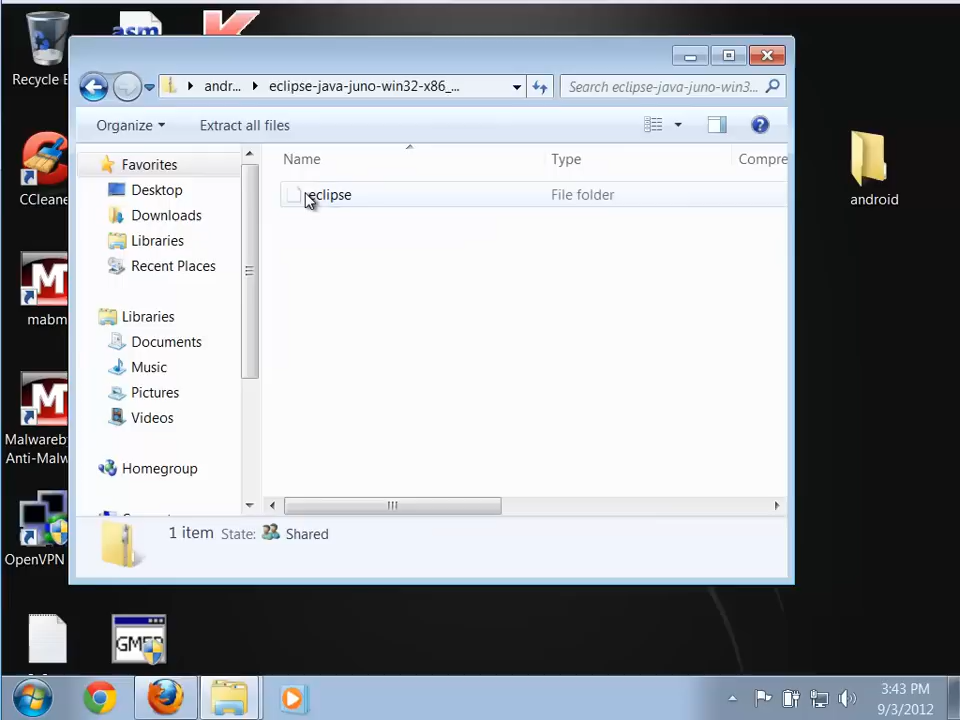 Recycle B
asm
andr...
eclipse-java-juno-win32-x86_...
Search eclipse-java-juno-win3...
Organize
Extract all files
Name
Type
Compre
eclipse
File folder
Favorites
Desktop
Downloads
Libraries
Recent Places
Libraries
Documents
Music
Pictures
Videos
Homegroup
1 item State: Shared
CCleane
mabm
Malwareb
Anti-Malw
OpenVPN
GMER
android
3:43 PM
9/3/2012